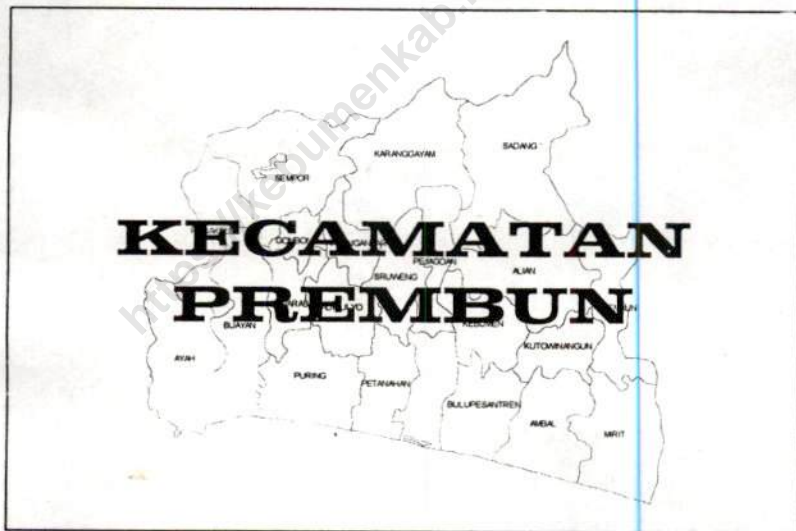 KARANGGAYAM
SADANG
SEMPOR
KECAMATAN
PEJAGOAN
SRUWENG
ALIAN
PREMBUN
KEBUMEN
BUAYAN
KUTOWINANGUN
AYAH
PURING
PETANAHAN
BULUPESANTREN
AMBAL
MIRIT